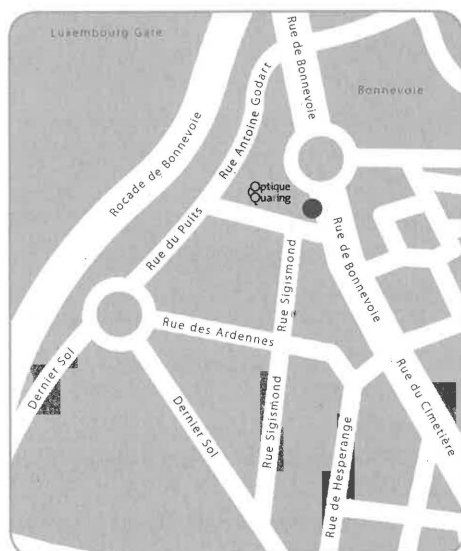 Luxembourg Gare
Rue de Bonnevoie
Bonnevoie
Rue Antoine Godart
Rocade de Bonnevoie
Optique
Quaring
Rue du Puits
Rue de Bonnevoie
Rue Sigismond
Rue des Ardennes
Dernier Sol
Dernier Sol
Rue Sigismond
Rue de Hesperange
Rue du Cimetière